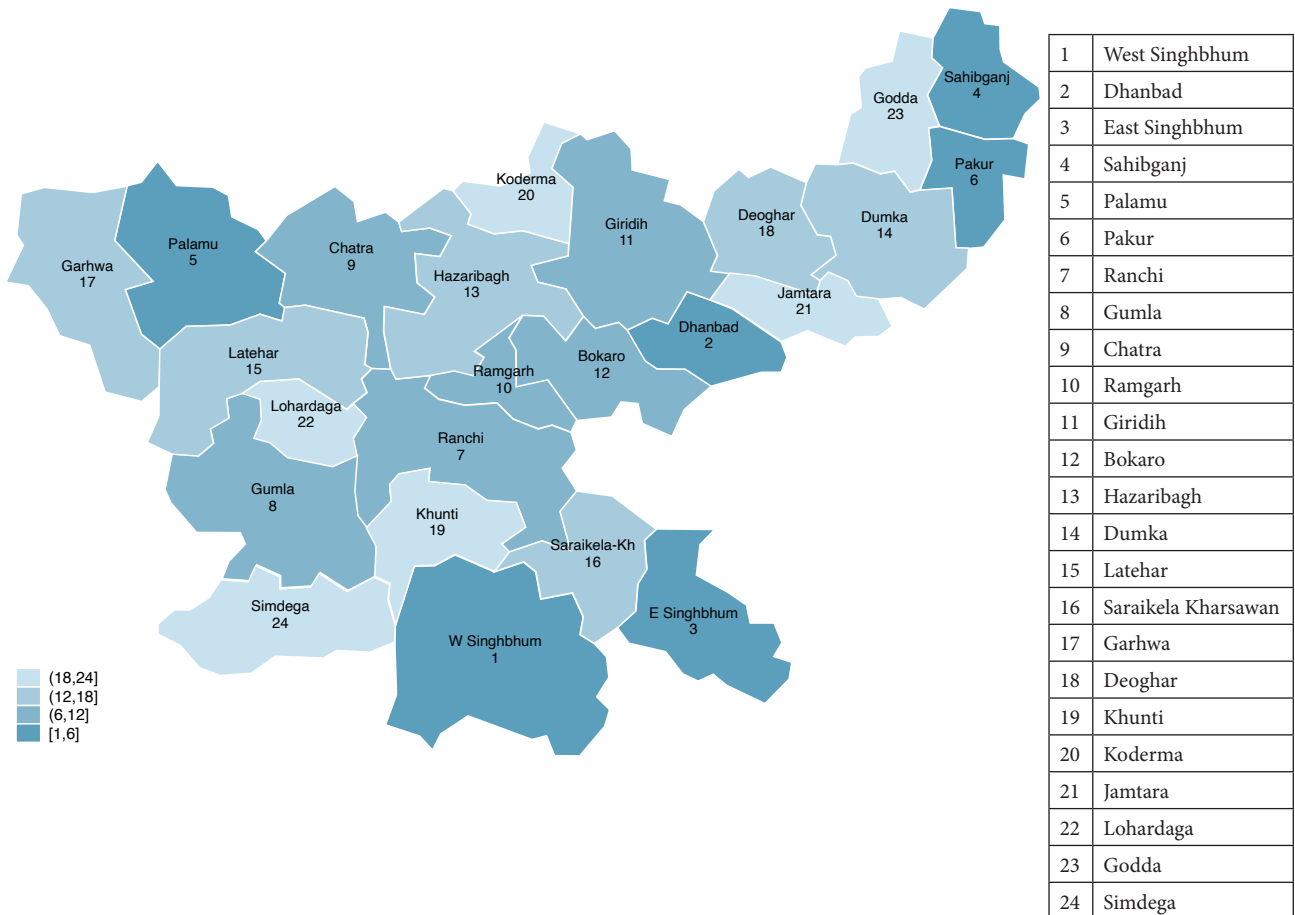 Sahibganj
4
Godda
23
Pakur
6
Koderma
20
Palamu
5
Giridih
11
Deoghar
18
Dumka
14
Chatra
9
Garhwa
17
Hazaribagh
13
Jamtara
21
Dhanbad
2
Latehar
15
Bokaro
12
Ramgarh
10
Lohardaga
22
Ranchi
7
Gumla
8
Khunti
19
Saraikela-Kh
16
Simdega
24
E Singhbhum
3
W Singhbhum
1
(18,24]
(12,18]
(6,12]
[1,6]
1 West Singhbhum
2 Dhanbad
3 East Singhbhum
4 Sahibganj
5 Palamu
6 Pakur
7 Ranchi
8 Gumla
9 Chatra
10 Ramgarh
11 Giridih
12 Bokaro
13 Hazaribagh
14 Dumka
15 Latehar
16 Saraikela Kharsawan
17 Garhwa
18 Deoghar
19 Khunti
20 Koderma
21 Jamtara
22 Lohardaga
23 Godda
24 Simdega